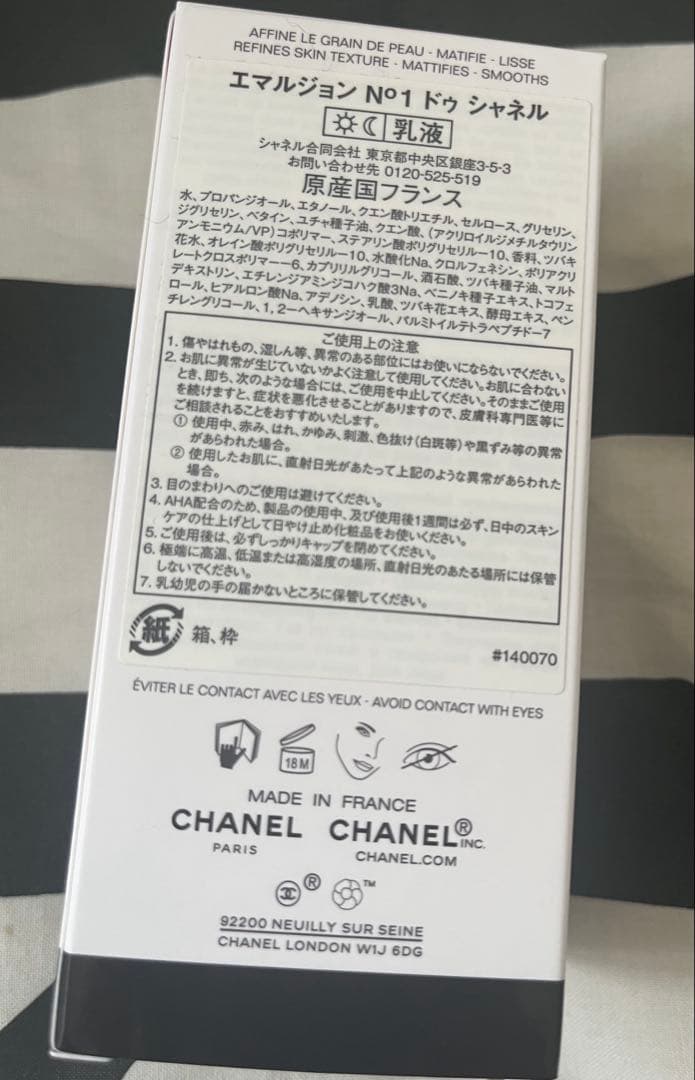 AFFINE LE GRAIN DE PEAU - MATIFIE - LISSE
REFINES SKIN TEXTURE - MATTIFIES - SMOOTHS
エマルジョン Nº1 ドゥ シャネル
乳液
シャネル合同会社 東京都中央区銀座3-5-3
お問い合わせ先 0120-525-519
原産国フランス
水、プロパンジオール、エタノール、クエン酸トリエチル、セルロース、グリセリン、
ジグリセリン、ベタイン、ユチャ種子油、クエン酸、(アクリロイルジメチルタウリン
アンモニウム/VP)コポリマー、ステアリン酸ポリグリセリル-10、香料、ツバキ
花水、オレイン酸ポリグリセリル-10、水酸化Na、クロルフェネシン、ポリアクリ
レートクロスポリマー-6、カプリリルグリコール、酒石酸、ツバキ種子油、マルト
デキストリン、エチレンジアミンジコハク酸3Na、ベニノキ種子エキス、トコフェ
ロール、ヒアルロン酸Na、アデノシン、乳酸、ツバキ花エキス、酵母エキス、ペン
チレングリコール、1, 2-ヘキサンジオール、パルミトイルテトラペプチド-7
ご使用上の注意
1. 傷やはれもの、湿しん等、異常のある部位にはお使いにならないでください。
2. お肌に異常が生じていないかよく注意して使用してください。お肌に合わない
とき、即ち、次のような場合には、ご使用を中止してください。そのままご使用
を続けますと、症状を悪化させることがありますので、皮膚科専門医等に
ご相談されることをおすすめいたします。
① 使用中、赤み、はれ、かゆみ、刺激、色抜け(白斑等)や黒ずみ等の異常
があらわれた場合。
② 使用したお肌に、直射日光があたって上記のような異常があらわれた
場合。
3. 目のまわりへのご使用は避けてください。
4. AHA配合のため、製品の使用中、及び使用後1週間は必ず、日中のスキン
ケアの仕上げとして日やけ止め化粧品をお使いください。
5. ご使用後は、必ずしっかりキャップを閉めてください。
6. 極端に高温、低温または高湿度の場所、直射日光のあたる場所には保管
しないでください。
7. 乳幼児の手の届かないところに保管してください。
紙 箱、枠
#140070
ÉVITER LE CONTACT AVEC LES YEUX - AVOID CONTACT WITH EYES
18M
MADE IN FRANCE
CHANEL CHANEL® INC.
PARIS CHANEL.COM
® ™
92200 NEUILLY SUR SEINE
CHANEL LONDON W1J 6DG